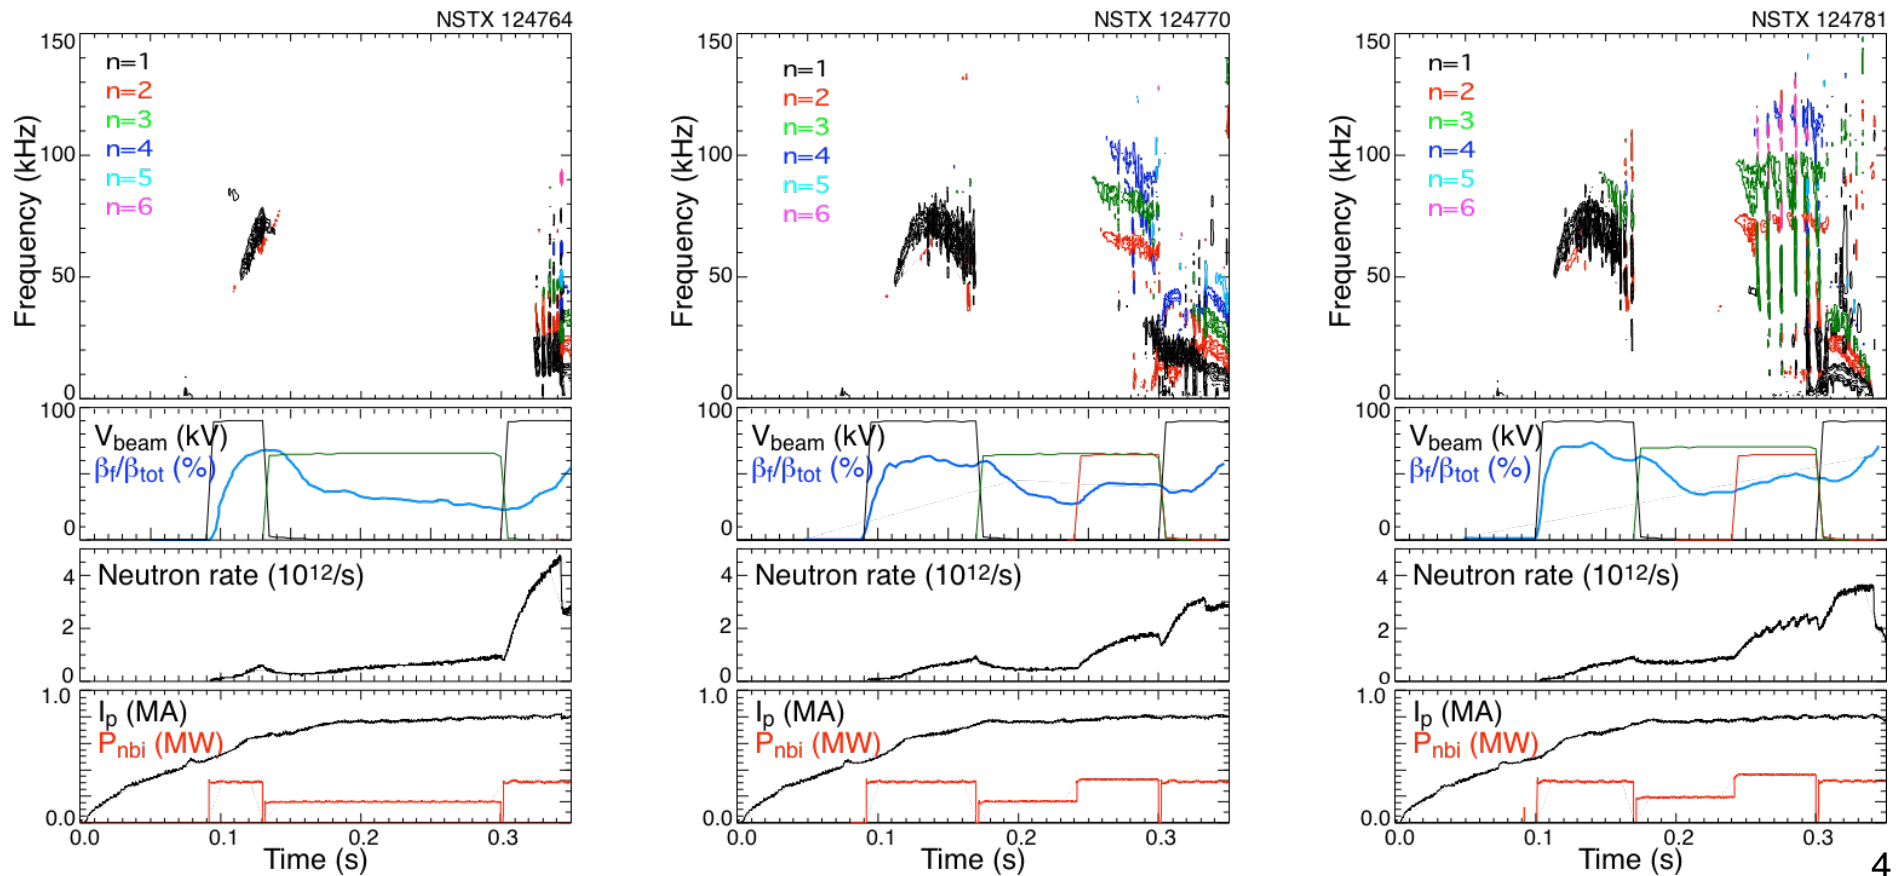 NSTX 124764
150
100
50
0
Frequency (kHz)
n=1
n=2
n=3
n=4
n=5
n=6
100
0
Vbeam (kV)
βf/βtot (%)
4
2
0
Neutron rate (10¹²/s)
1.0
0.0
Ip (MA)
Pnbi (MW)
0.0 0.1 0.2 0.3
Time (s)
NSTX 124770
150
100
50
0
Frequency (kHz)
n=1
n=2
n=3
n=4
n=5
n=6
100
0
Vbeam (kV)
βf/βtot (%)
4
2
0
Neutron rate (10¹²/s)
1.0
0.0
Ip (MA)
Pnbi (MW)
0.0 0.1 0.2 0.3
Time (s)
NSTX 124781
150
100
50
0
Frequency (kHz)
n=1
n=2
n=3
n=4
n=5
n=6
100
0
Vbeam (kV)
βf/βtot (%)
4
2
0
Neutron rate (10¹²/s)
1.0
0.0
Ip (MA)
Pnbi (MW)
0.0 0.1 0.2 0.3
Time (s)
4